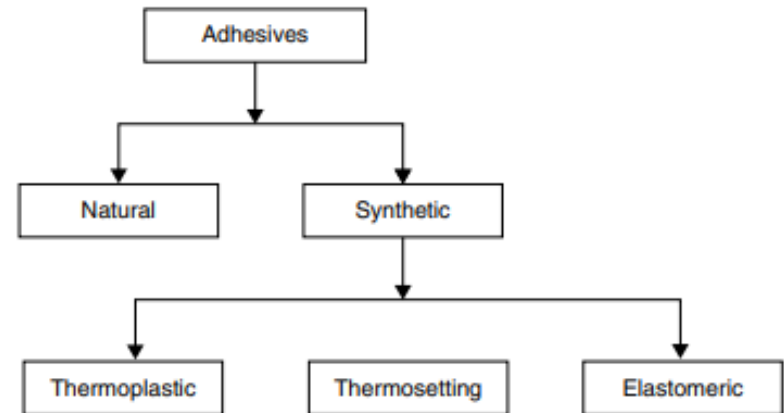 Adhesives
Natural
Synthetic
Thermoplastic
Thermosetting
Elastomeric